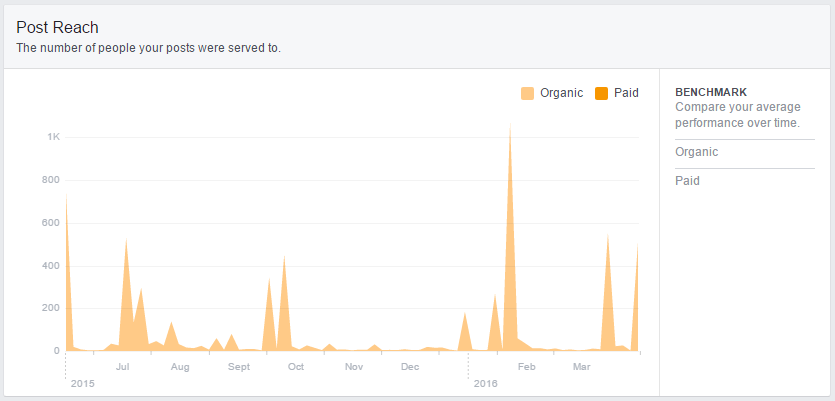 Post Reach
The number of people your posts were served to.
Organic Paid
1K
800
600
400
200
0
Jul Aug Sept Oct Nov Dec Feb Mar
2015 2016
BENCHMARK
Compare your average
performance over time.
Organic
Paid